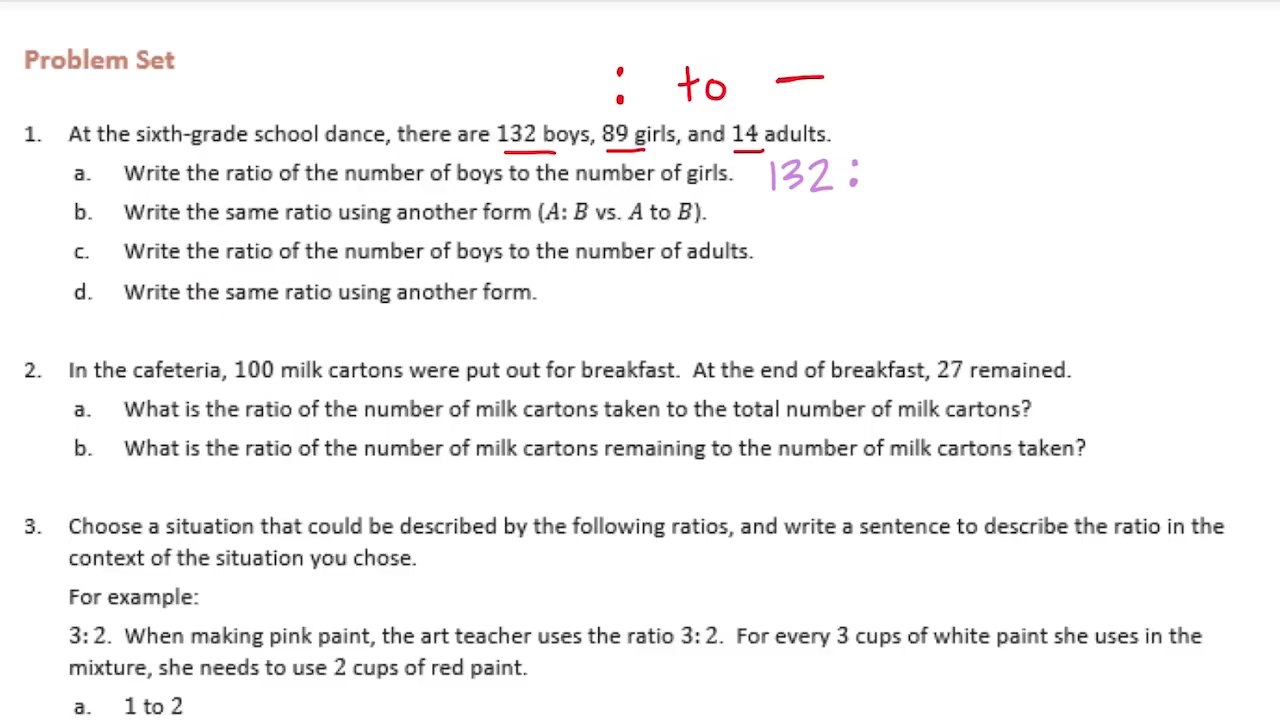 Problem Set
: to —
1. At the sixth-grade school dance, there are 132 boys, 89 girls, and 14 adults.
a. Write the ratio of the number of boys to the number of girls. 132 :
b. Write the same ratio using another form (A: B vs. A to B).
c. Write the ratio of the number of boys to the number of adults.
d. Write the same ratio using another form.
2. In the cafeteria, 100 milk cartons were put out for breakfast. At the end of breakfast, 27 remained.
a. What is the ratio of the number of milk cartons taken to the total number of milk cartons?
b. What is the ratio of the number of milk cartons remaining to the number of milk cartons taken?
3. Choose a situation that could be described by the following ratios, and write a sentence to describe the ratio in the
context of the situation you chose.
For example:
3: 2. When making pink paint, the art teacher uses the ratio 3: 2. For every 3 cups of white paint she uses in the
mixture, she needs to use 2 cups of red paint.
a. 1 to 2